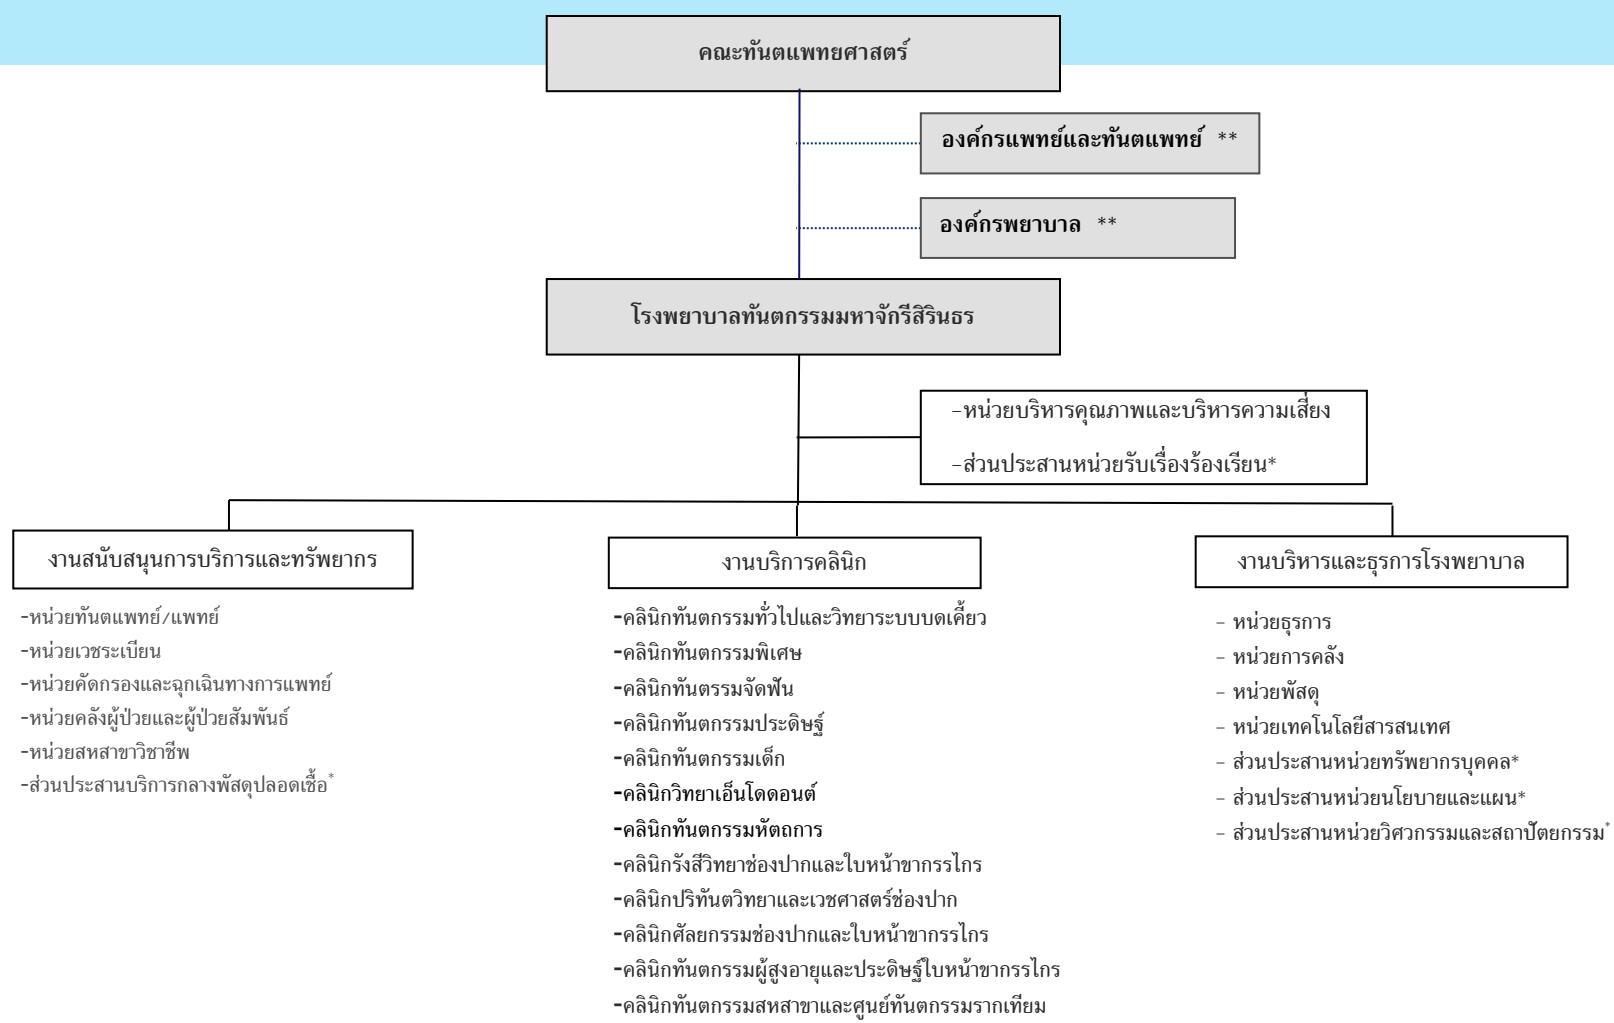 คณะทันตแพทยศาสตร์
องค์กรแพทย์และทันตแพทย์ **
องค์กรพยาบาล **
โรงพยาบาลทันตกรรมมหาจักรีสิรินธร
-หน่วยบริหารคุณภาพและบริหารความเสี่ยง
-ส่วนประสานหน่วยรับเรื่องร้องเรียน*
งานสนับสนุนการบริการและทรัพยากร
-หน่วยทันตแพทย์/แพทย์
-หน่วยเวชระเบียน
-หน่วยคัดกรองและฉุกเฉินทางการแพทย์
-หน่วยคลังผู้ป่วยและผู้ป่วยสัมพันธ์
-หน่วยสหสาขาวิชาชีพ
-ส่วนประสานบริการกลางพัสดุปลอดเชื้อ*
งานบริการคลินิก
-คลินิกทันตกรรมทั่วไปและวิทยาระบบบดเคี้ยว
-คลินิกทันตกรรมพิเศษ
-คลินิกทันตรรมจัดฟัน
-คลินิกทันตกรรมประดิษฐ์
-คลินิกทันตกรรมเด็ก
-คลินิกวิทยาเอ็นโดดอนต์
-คลินิกทันตกรรมหัตถการ
-คลินิกรังสีวิทยาช่องปากและใบหน้าขากรรไกร
-คลินิกปริทันตวิทยาและเวชศาสตร์ช่องปาก
-คลินิกศัลยกรรมช่องปากและใบหน้าขากรรไกร
-คลินิกทันตกรรมผู้สูงอายุและประดิษฐ์ใบหน้าขากรรไกร
-คลินิกทันตกรรมสหสาขาและศูนย์ทันตกรรมรากเทียม
งานบริหารและธุรการโรงพยาบาล
- หน่วยธุรการ
- หน่วยการคลัง
- หน่วยพัสดุ
- หน่วยเทคโนโลยีสารสนเทศ
- ส่วนประสานหน่วยทรัพยากรบุคคล*
- ส่วนประสานหน่วยนโยบายและแผน*
- ส่วนประสานหน่วยวิศวกรรมและสถาปัตยกรรม*